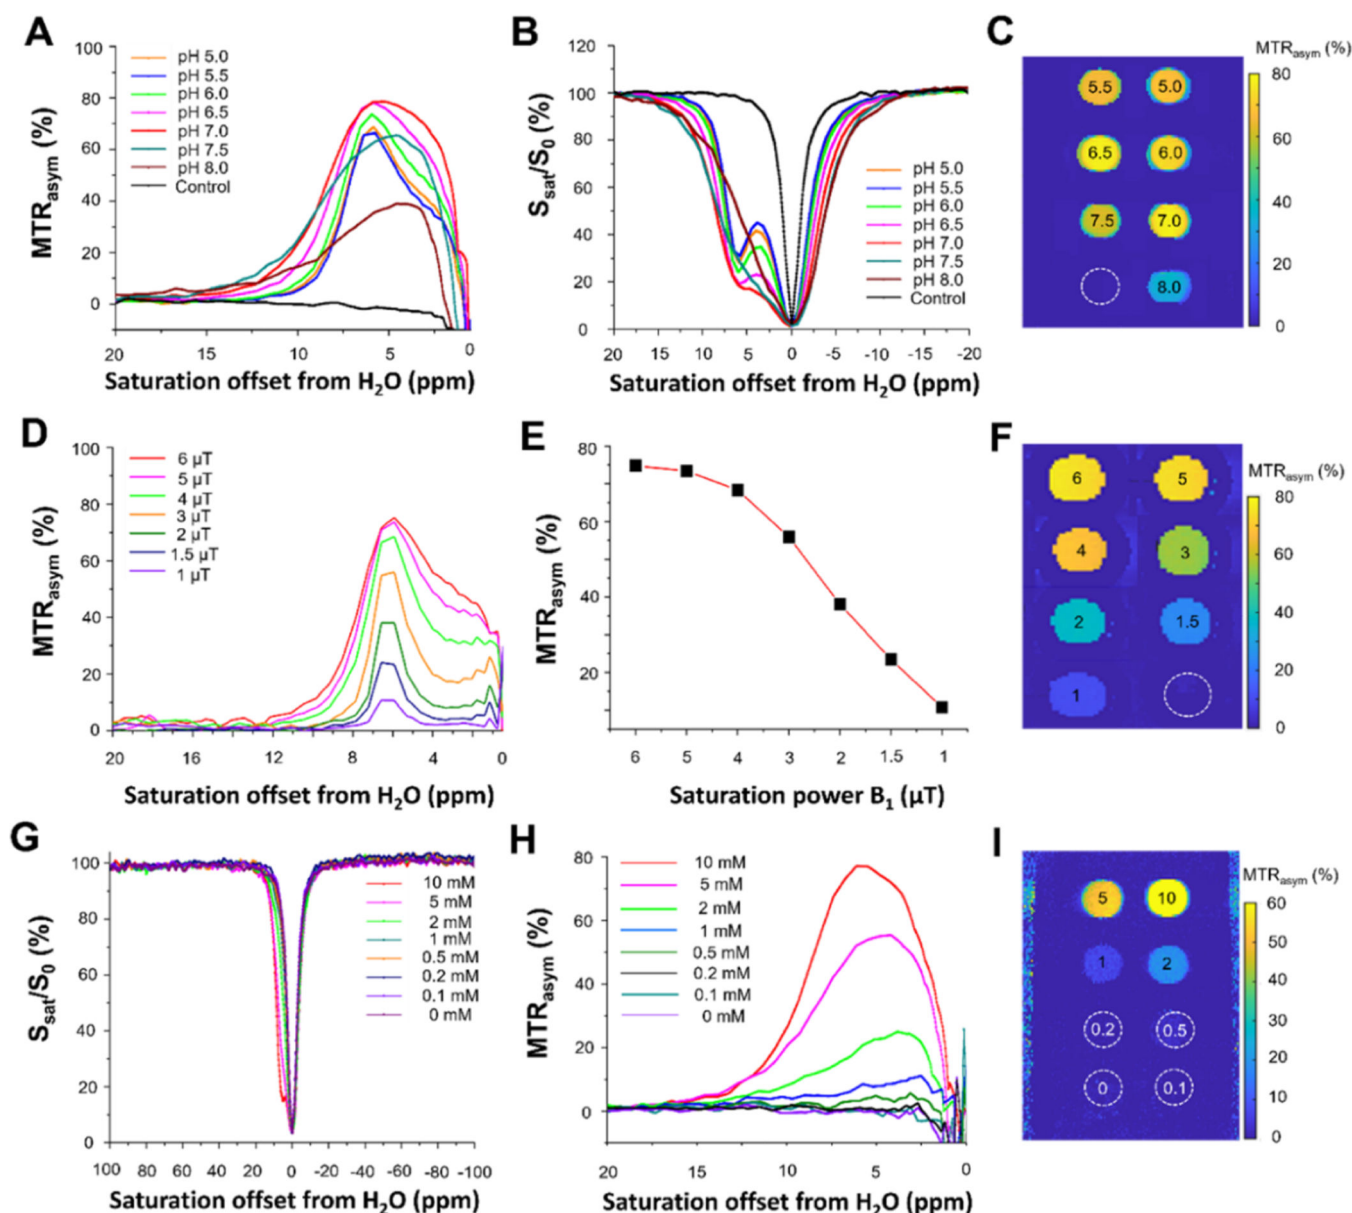 A
MTRasym (%)
100
80
60
40
20
0
pH 5.0
pH 5.5
pH 6.0
pH 6.5
pH 7.0
pH 7.5
pH 8.0
Control
20 15 10 5 0
Saturation offset from H2O (ppm)
B
Ssat/S0 (%)
120
100
80
60
40
20
0
pH 5.0
pH 5.5
pH 6.0
pH 6.5
pH 7.0
pH 7.5
pH 8.0
Control
20 15 10 5 0 -5 -10 -15 -20
Saturation offset from H2O (ppm)
C
MTRasym (%)
5.5 5.0
6.5 6.0
7.5 7.0
8.0
80
60
40
20
0
D
MTRasym (%)
100
80
60
40
20
0
6 µT
5 µT
4 µT
3 µT
2 µT
1.5 µT
1 µT
20 16 12 8 4 0
Saturation offset from H2O (ppm)
E
MTRasym (%)
80
60
40
20
6 5 4 3 2 1.5 1
Saturation power B1 (µT)
F
MTRasym (%)
6 5
4 3
2 1.5
1
80
60
40
20
0
G
Ssat/S0 (%)
100
80
60
40
20
0
10 mM
5 mM
2 mM
1 mM
0.5 mM
0.2 mM
0.1 mM
0 mM
100 80 60 40 20 0 -20 -40 -60 -80 -100
Saturation offset from H2O (ppm)
H
MTRasym (%)
80
60
40
20
0
10 mM
5 mM
2 mM
1 mM
0.5 mM
0.2 mM
0.1 mM
0 mM
20 15 10 5 0
Saturation offset from H2O (ppm)
I
MTRasym (%)
5 10
1 2
0.2 0.5
0 0.1
60
50
40
30
20
10
0